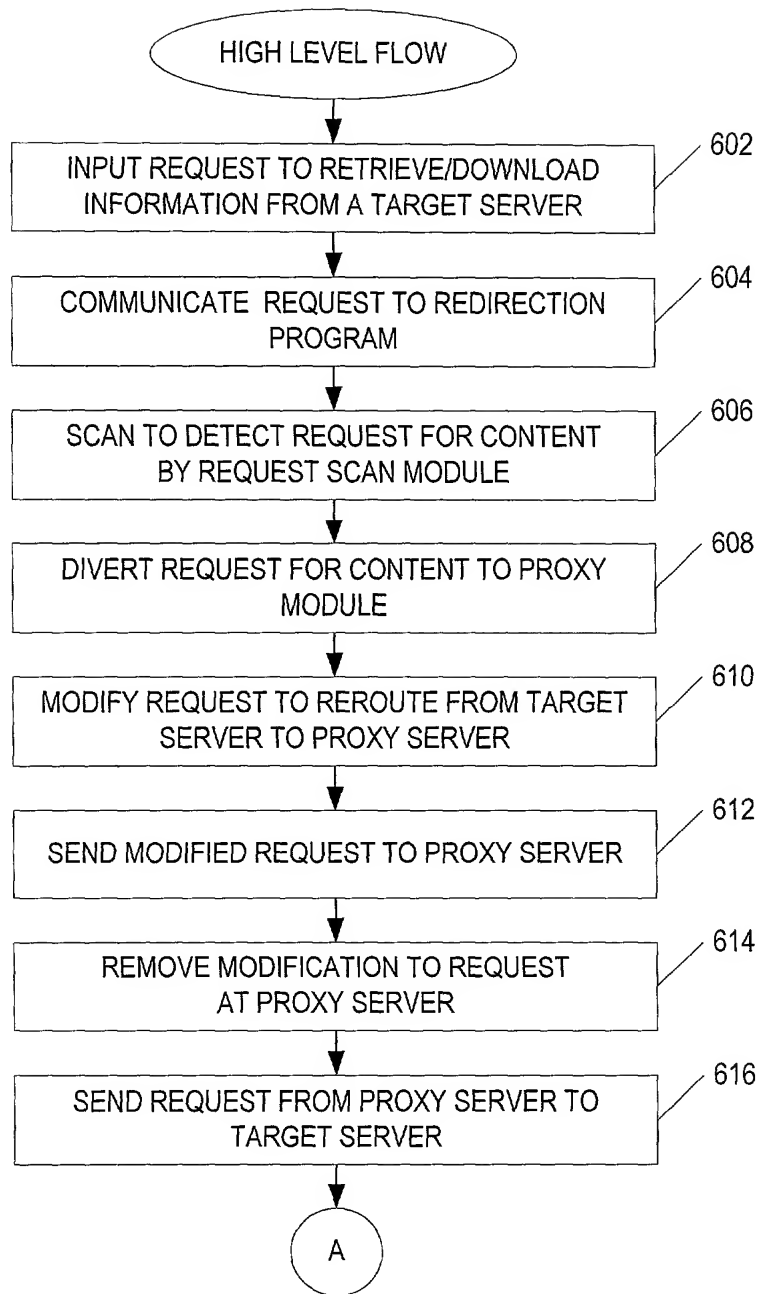 HIGH LEVEL FLOW
602
INPUT REQUEST TO RETRIEVE/DOWNLOAD
INFORMATION FROM A TARGET SERVER
604
COMMUNICATE REQUEST TO REDIRECTION
PROGRAM
606
SCAN TO DETECT REQUEST FOR CONTENT
BY REQUEST SCAN MODULE
608
DIVERT REQUEST FOR CONTENT TO PROXY
MODULE
610
MODIFY REQUEST TO REROUTE FROM TARGET
SERVER TO PROXY SERVER
612
SEND MODIFIED REQUEST TO PROXY SERVER
614
REMOVE MODIFICATION TO REQUEST
AT PROXY SERVER
616
SEND REQUEST FROM PROXY SERVER TO
TARGET SERVER
A